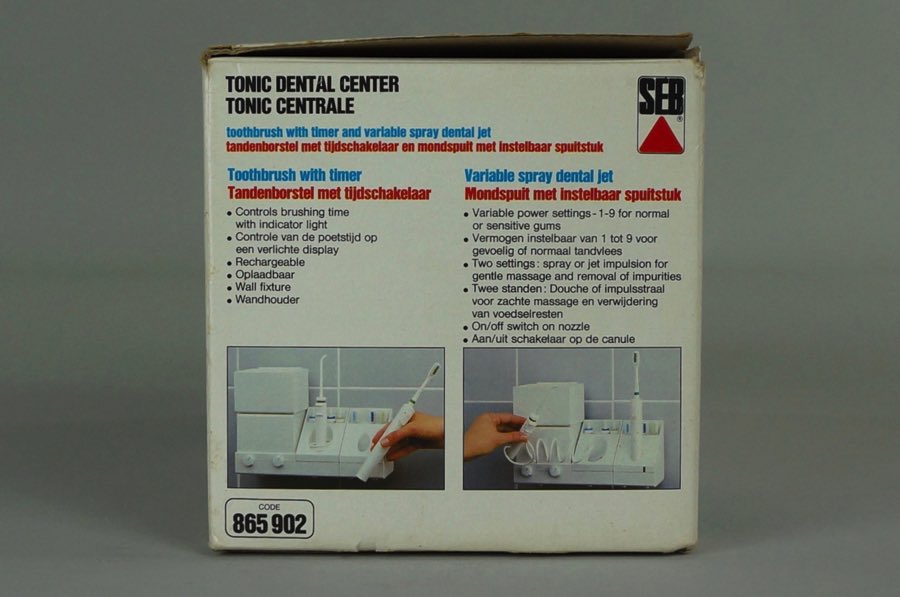 TONIC DENTAL CENTER
TONIC CENTRALE
SEB
®
toothbrush with timer and variable spray dental jet
tandenborstel met tijdschakelaar en mondspuit met instelbaar spuitstuk
Toothbrush with timer
Tandenborstel met tijdschakelaar
• Controls brushing time
with indicator light
• Controle van de poetstijd op
een verlichte display
• Rechargeable
• Oplaadbaar
• Wall fixture
• Wandhouder
Variable spray dental jet
Mondspuit met instelbaar spuitstuk
• Variable power settings - 1-9 for normal
or sensitive gums
• Vermogen instelbaar van 1 tot 9 voor
gevoelig of normaal tandvlees
• Two settings: spray or jet impulsion for
gentle massage and removal of impurities
• Twee standen: Douche of impulsstraal
voor zachte massage en verwijdering
van voedselresten
• On/off switch on nozzle
• Aan/uit schakelaar op de canule
CODE
865 902